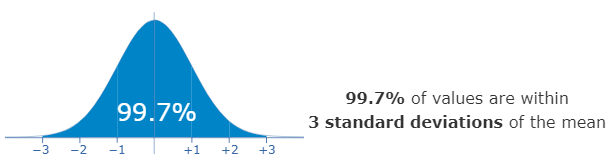 99.7%
−3 −2 −1 +1 +2 +3
99.7% of values are within
3 standard deviations of the mean